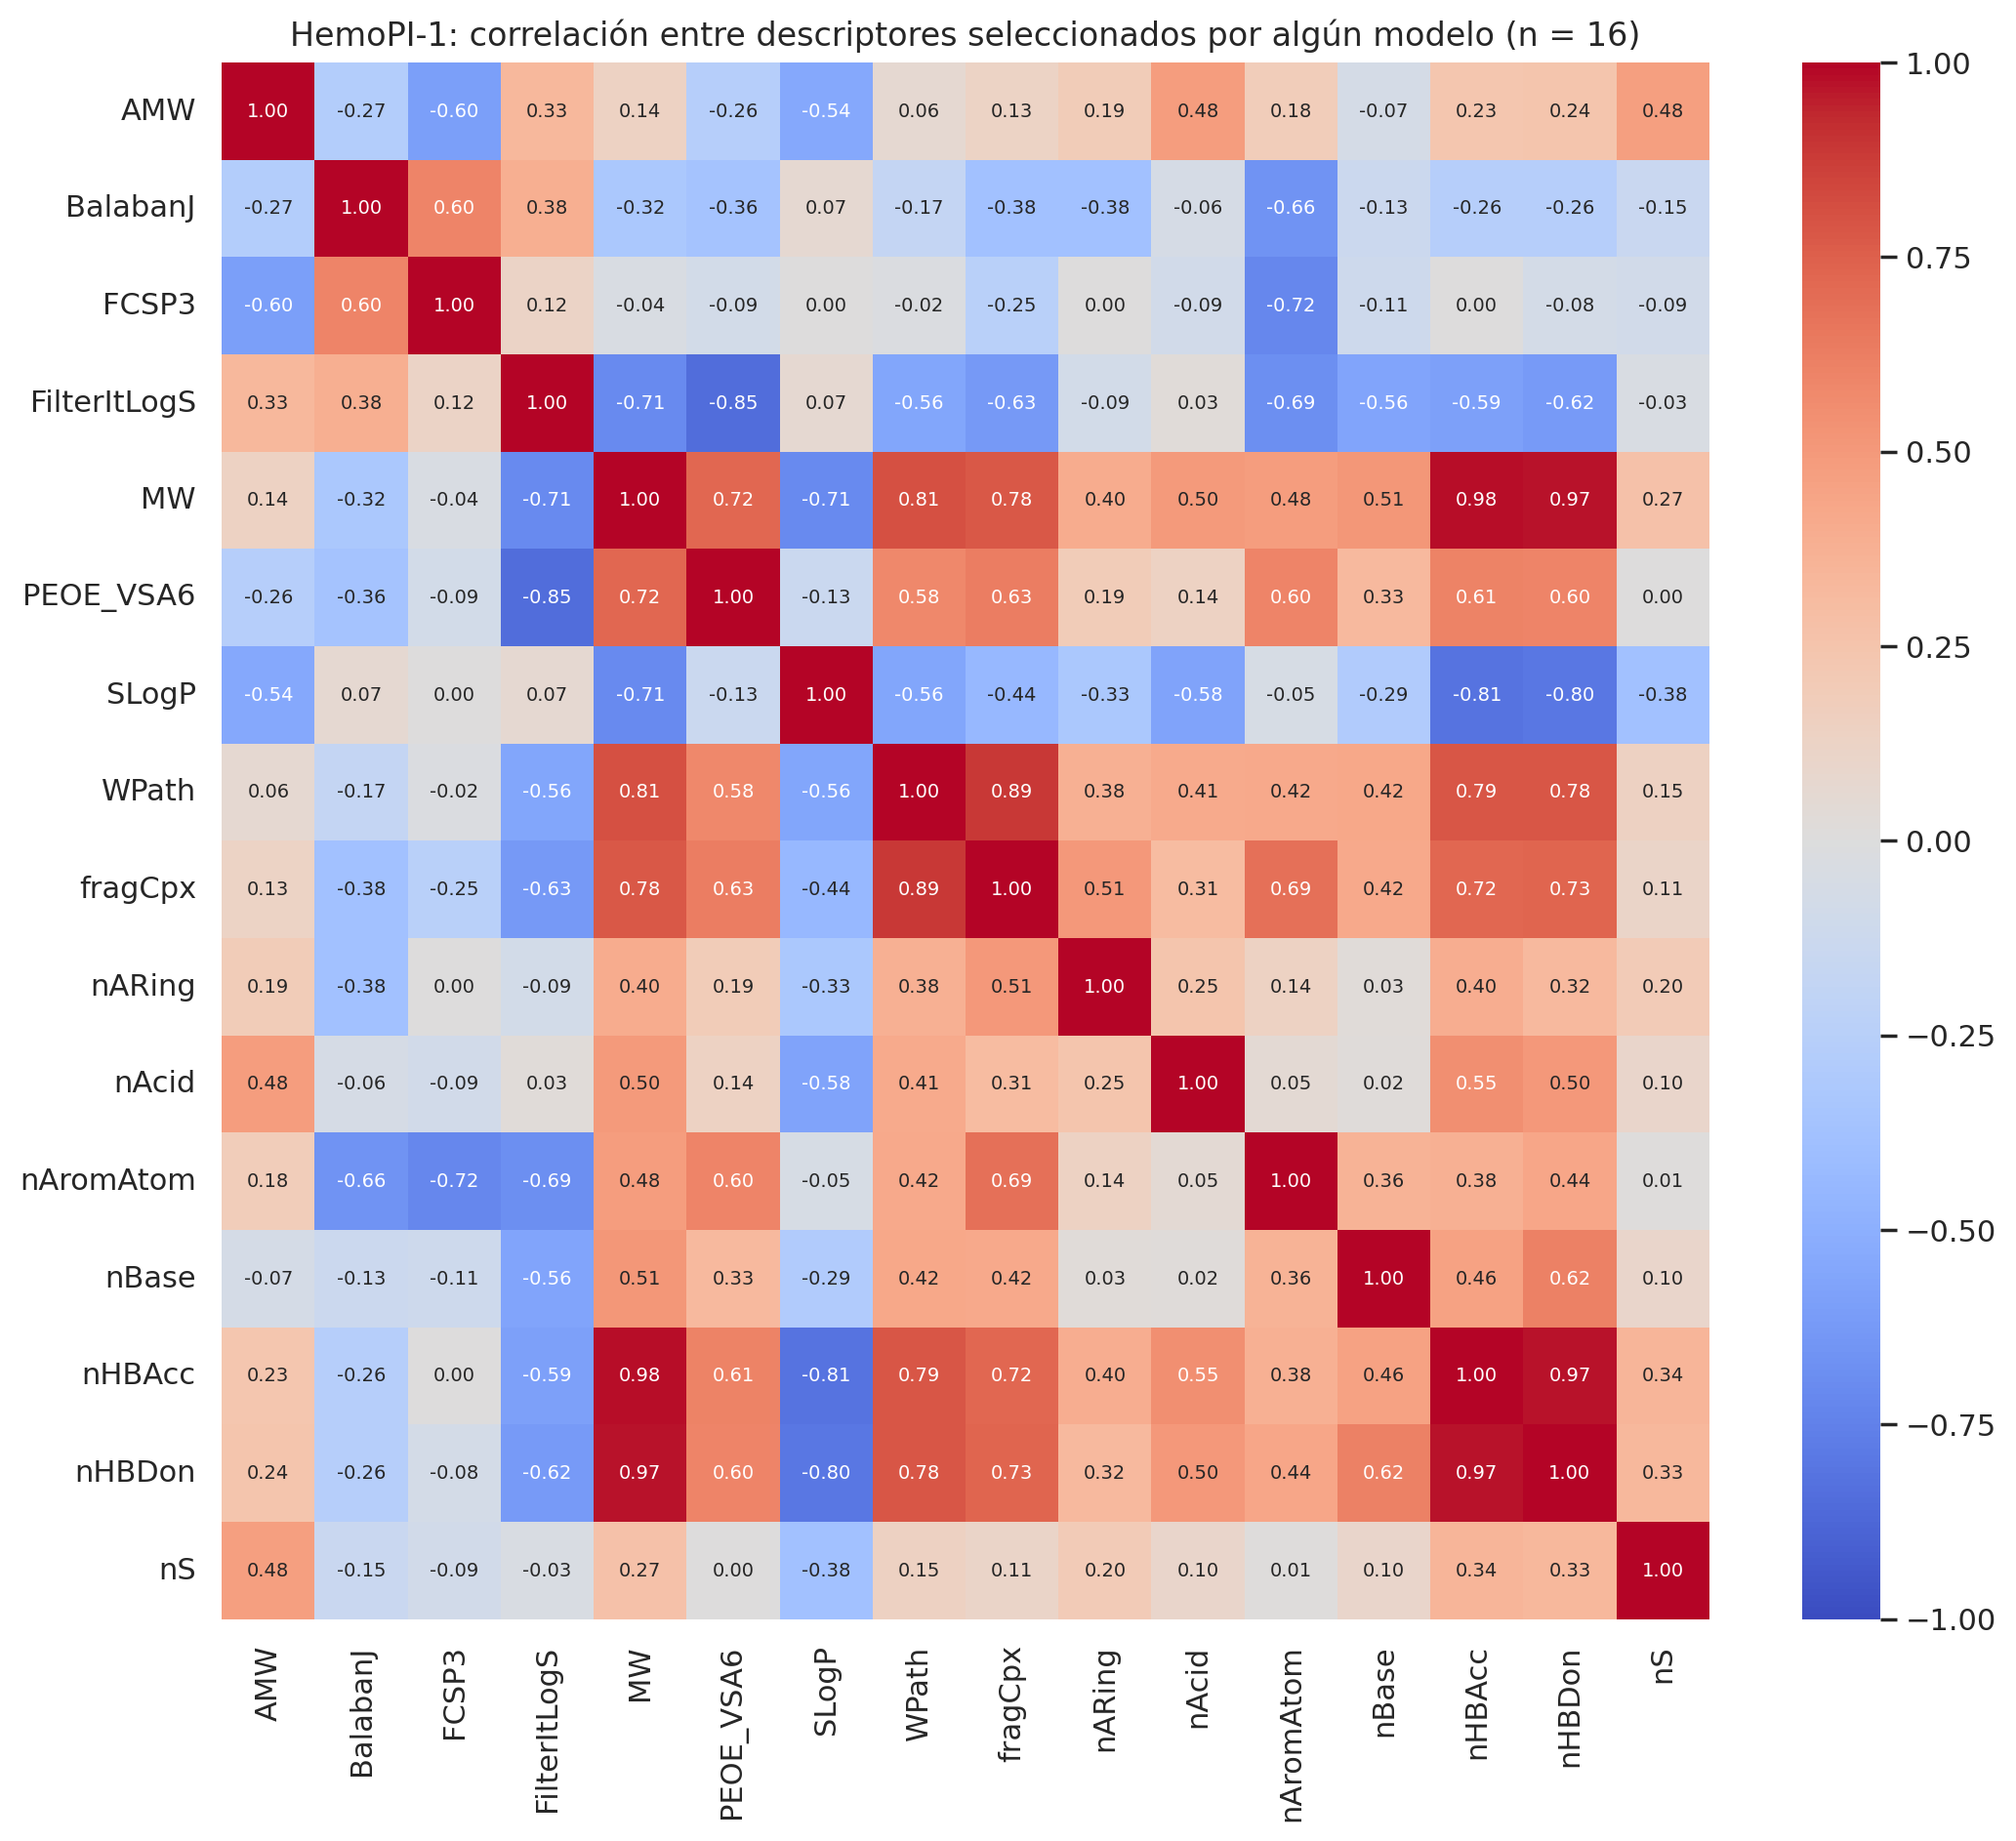 HemoPI-1: correlación entre descriptores seleccionados por algún modelo (n = 16)
AMW 1.00 -0.27 -0.60 0.33 0.14 -0.26 -0.54 0.06 0.13 0.19 0.48 0.18 -0.07 0.23 0.24 0.48
BalabanJ -0.27 1.00 0.60 0.38 -0.32 -0.36 0.07 -0.17 -0.38 -0.38 -0.06 -0.66 -0.13 -0.26 -0.26 -0.15
FCSP3 -0.60 0.60 1.00 0.12 -0.04 -0.09 0.00 -0.02 -0.25 0.00 -0.09 -0.72 -0.11 0.00 -0.08 -0.09
FilterItLogS 0.33 0.38 0.12 1.00 -0.71 -0.85 0.07 -0.56 -0.63 -0.09 0.03 -0.69 -0.56 -0.59 -0.62 -0.03
MW 0.14 -0.32 -0.04 -0.71 1.00 0.72 -0.71 0.81 0.78 0.40 0.50 0.48 0.51 0.98 0.97 0.27
PEOE_VSA6 -0.26 -0.36 -0.09 -0.85 0.72 1.00 -0.13 0.58 0.63 0.19 0.14 0.60 0.33 0.61 0.60 0.00
SLogP -0.54 0.07 0.00 0.07 -0.71 -0.13 1.00 -0.56 -0.44 -0.33 -0.58 -0.05 -0.29 -0.81 -0.80 -0.38
WPath 0.06 -0.17 -0.02 -0.56 0.81 0.58 -0.56 1.00 0.89 0.38 0.41 0.42 0.42 0.79 0.78 0.15
fragCpx 0.13 -0.38 -0.25 -0.63 0.78 0.63 -0.44 0.89 1.00 0.51 0.31 0.69 0.42 0.72 0.73 0.11
nARing 0.19 -0.38 0.00 -0.09 0.40 0.19 -0.33 0.38 0.51 1.00 0.25 0.14 0.03 0.40 0.32 0.20
nAcid 0.48 -0.06 -0.09 0.03 0.50 0.14 -0.58 0.41 0.31 0.25 1.00 0.05 0.02 0.55 0.50 0.10
nAromAtom 0.18 -0.66 -0.72 -0.69 0.48 0.60 -0.05 0.42 0.69 0.14 0.05 1.00 0.36 0.38 0.44 0.01
nBase -0.07 -0.13 -0.11 -0.56 0.51 0.33 -0.29 0.42 0.42 0.03 0.02 0.36 1.00 0.46 0.62 0.10
nHBAcc 0.23 -0.26 0.00 -0.59 0.98 0.61 -0.81 0.79 0.72 0.40 0.55 0.38 0.46 1.00 0.97 0.34
nHBDon 0.24 -0.26 -0.08 -0.62 0.97 0.60 -0.80 0.78 0.73 0.32 0.50 0.44 0.62 0.97 1.00 0.33
nS 0.48 -0.15 -0.09 -0.03 0.27 0.00 -0.38 0.15 0.11 0.20 0.10 0.01 0.10 0.34 0.33 1.00
AMW BalabanJ FCSP3 FilterItLogS MW PEOE_VSA6 SLogP WPath fragCpx nARing nAcid nAromAtom nBase nHBAcc nHBDon nS
1.00
0.75
0.50
0.25
0.00
−0.25
−0.50
−0.75
−1.00